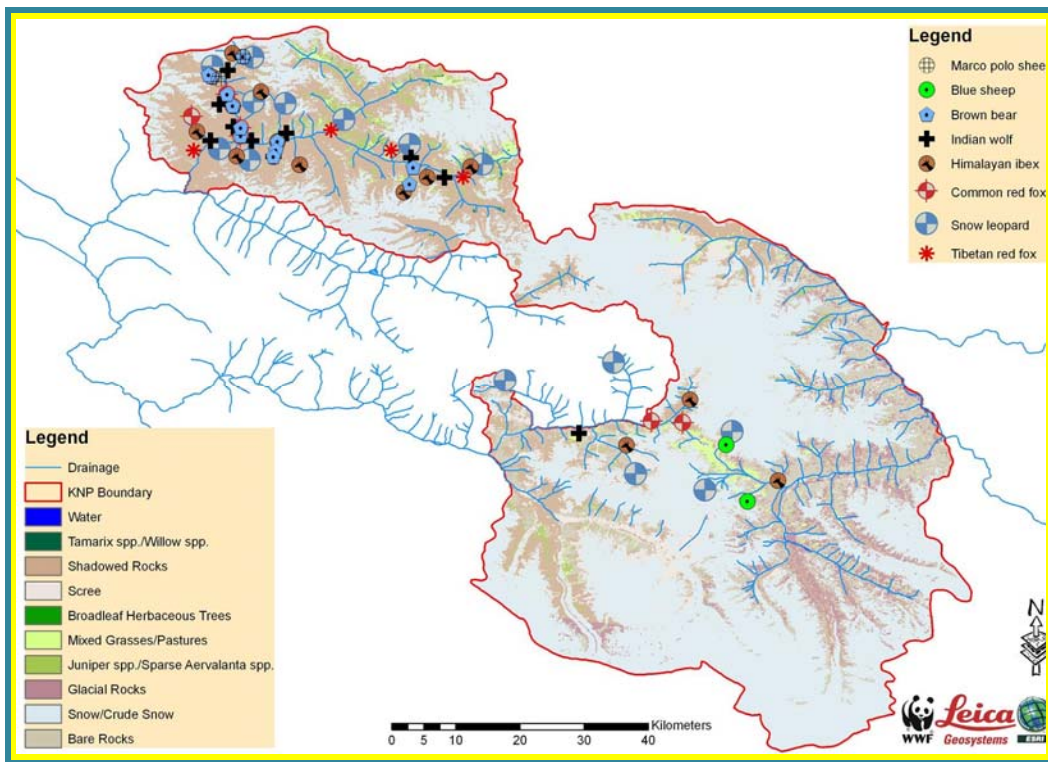 Legend
Marco polo shee
Blue sheep
Brown bear
Indian wolf
Himalayan ibex
Common red fox
Snow leopard
Tibetan red fox
Legend
Drainage
KNP Boundary
Water
Tamarix spp./Willow spp.
Shadowed Rocks
Scree
Broadleaf Herbaceous Trees
Mixed Grasses/Pastures
Juniper spp./Sparse Aervalanta spp.
Glacial Rocks
Snow/Crude Snow
Bare Rocks
Kilometers
0 5 10 20 30 40
N
WWF
Leica
Geosystems
ESRI